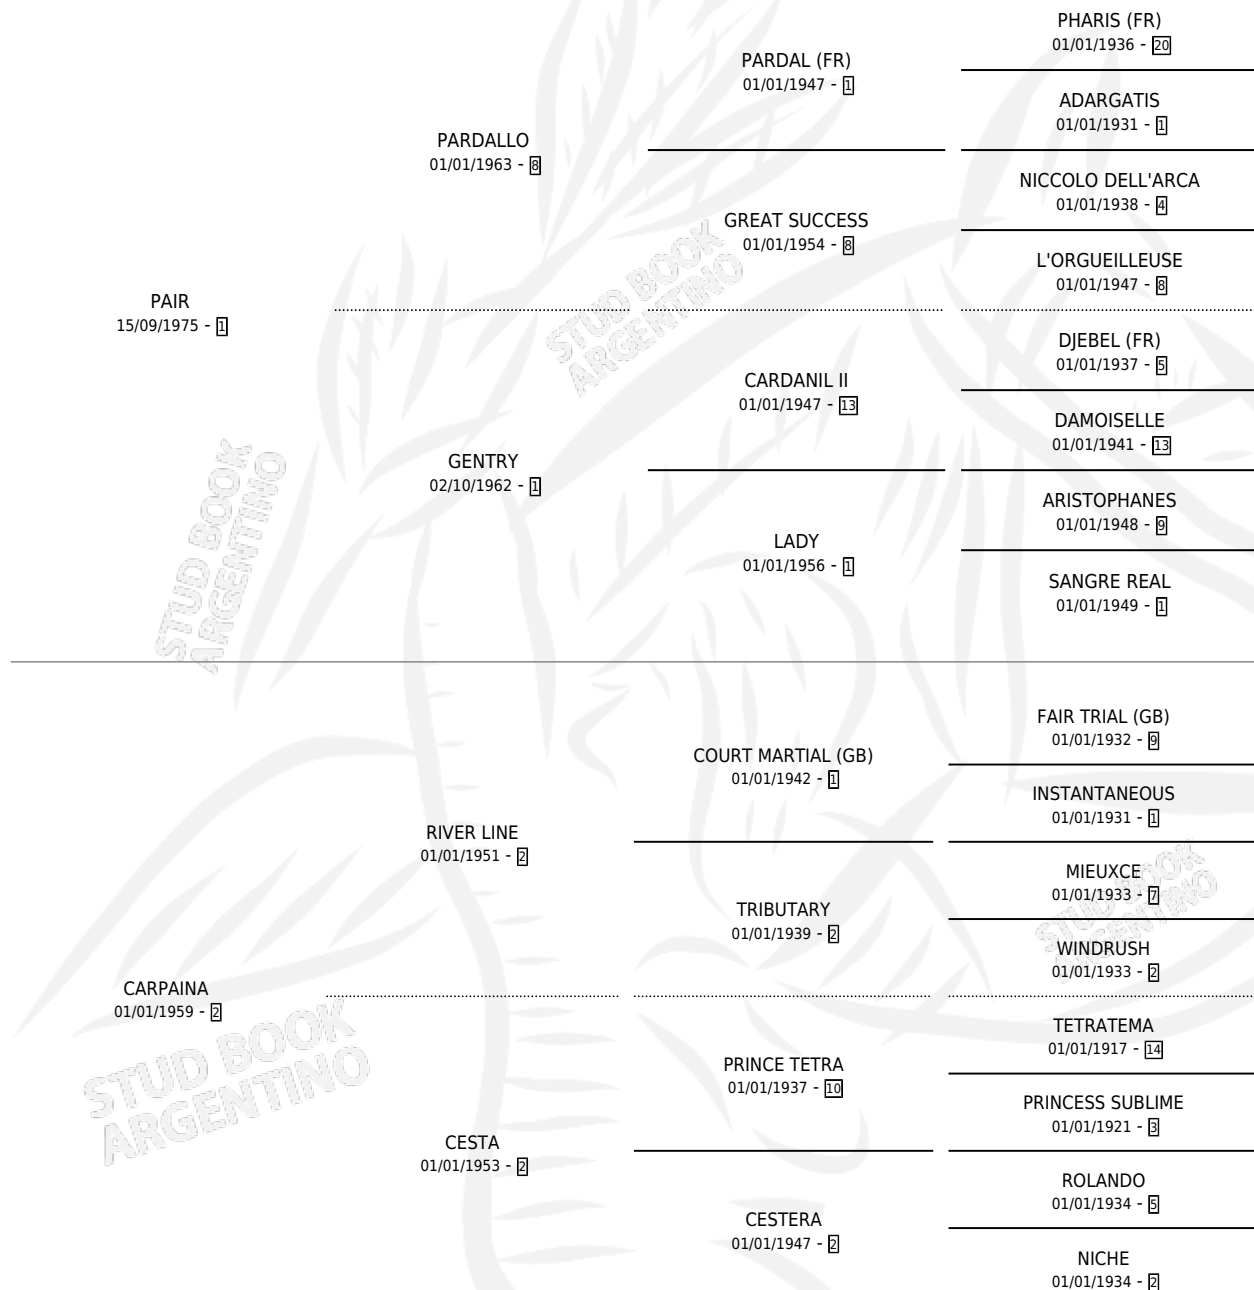 PHARIS (FR)
01/01/1936 - 20
PARDAL (FR)
01/01/1947 - 1
ADARGATIS
01/01/1931 - 1
PARDALLO
01/01/1963 - 8
NICCOLO DELL'ARCA
01/01/1938 - 4
GREAT SUCCESS
01/01/1954 - 8
L'ORGUEILLEUSE
01/01/1947 - 8
PAIR
15/09/1975 - 1
STUD BOOK
ARGENTINO
DJEBEL (FR)
01/01/1937 - 5
CARDANIL II
01/01/1947 - 13
DAMOISELLE
01/01/1941 - 13
GENTRY
02/10/1962 - 1
ARISTOPHANES
01/01/1948 - 9
LADY
01/01/1956 - 1
SANGRE REAL
01/01/1949 - 1
STUD BOOK
ARGENTINO
FAIR TRIAL (GB)
01/01/1932 - 9
COURT MARTIAL (GB)
01/01/1942 - 1
INSTANTANEOUS
01/01/1931 - 1
RIVER LINE
01/01/1951 - 2
MIEUXCE
01/01/1933 - 7
STUD BOOK
ARGENTINO
TRIBUTARY
01/01/1939 - 2
WINDRUSH
01/01/1933 - 2
CARPAINA
01/01/1959 - 2
STUD BOOK
ARGENTINO
TETRATEMA
01/01/1917 - 14
PRINCE TETRA
01/01/1937 - 10
PRINCESS SUBLIME
01/01/1921 - 3
CESTA
01/01/1953 - 2
ROLANDO
01/01/1934 - 5
CESTERA
01/01/1947 - 2
NICHE
01/01/1934 - 2